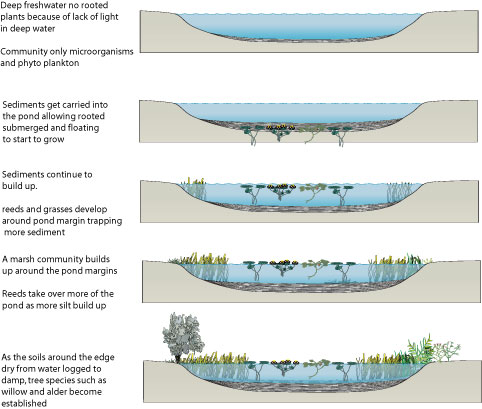 Deep freshwater no rooted
plants because of lack of light
in deep water
Community only microorganisms
and phyto plankton
Sediments get carried into
the pond allowing rooted
submerged and floating
to start to grow
Sediments continue to
build up.
reeds and grasses develop
around pond margin trapping
more sediment
A marsh community builds
up around the pond margins
Reeds take over more of the
pond as more silt build up
As the soils around the edge
dry from water logged to
damp, tree species such as
willow and alder become
established